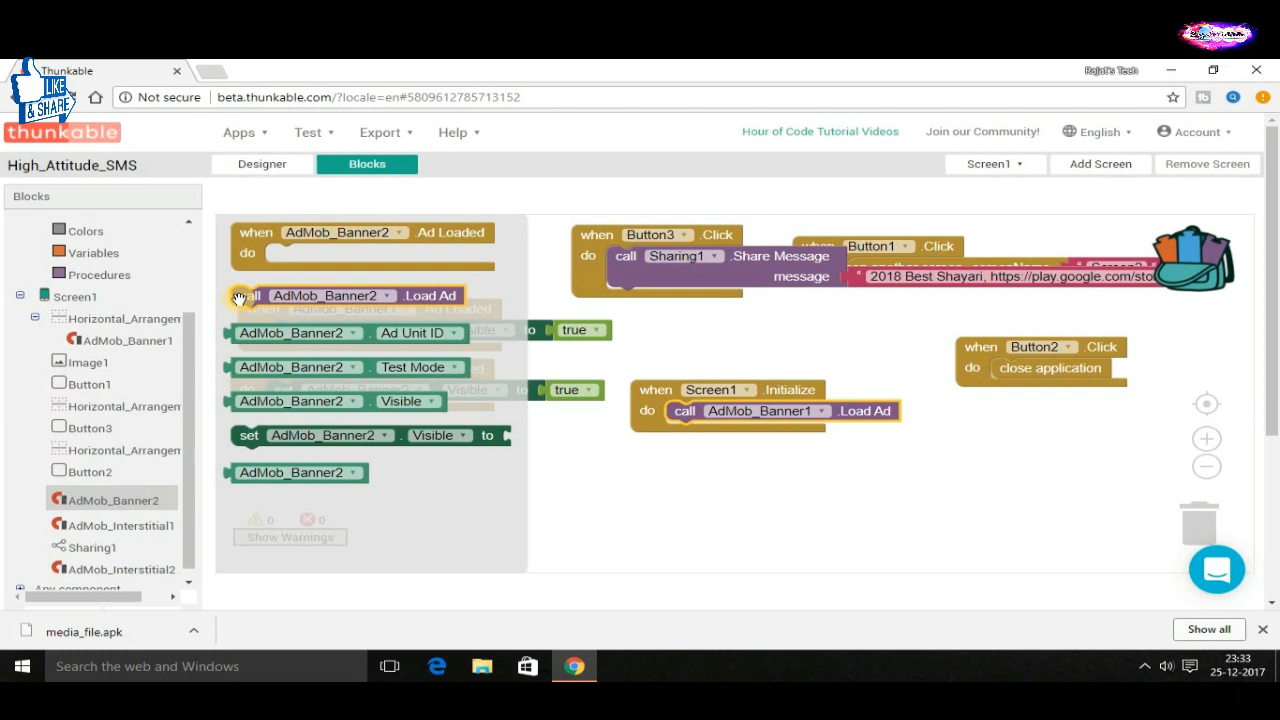 Thunkable
Rajat's Tech
LIKE
& SHARE
Not secure
beta.thunkable.com/?locale=en#5809612785713152
thunkable
Apps
Test
Export
Help
Hour of Code Tutorial Videos
Join our Community!
English
Account
High_Attitude_SMS
Designer
Blocks
Screen1
Add Screen
Remove Screen
Blocks
Colors
Variables
Procedures
Screen1
Horizontal_Arrangem
AdMob_Banner1
Image1
Button1
Horizontal_Arrangem
Button3
Horizontal_Arrangem
Button2
AdMob_Banner2
AdMob_Interstitial1
Sharing1
AdMob_Interstitial2
Any component
when AdMob_Banner2 .Ad Loaded
do
call AdMob_Banner2 .Load Ad
AdMob_Banner2 . Ad Unit ID
AdMob_Banner2 . Test Mode
AdMob_Banner2 . Visible
set AdMob_Banner2 . Visible to
AdMob_Banner2
0 0
Show Warnings
to true
to true
when Button3 .Click
do call Sharing1 .Share Message
message " 2018 Best Shayari, https://play.google.com/sto
when Button1 .Click
when Screen1 .Initialize
do call AdMob_Banner1 .Load Ad
when Button2 .Click
do close application
media_file.apk
Show all
Search the web and Windows
23:33
25-12-2017